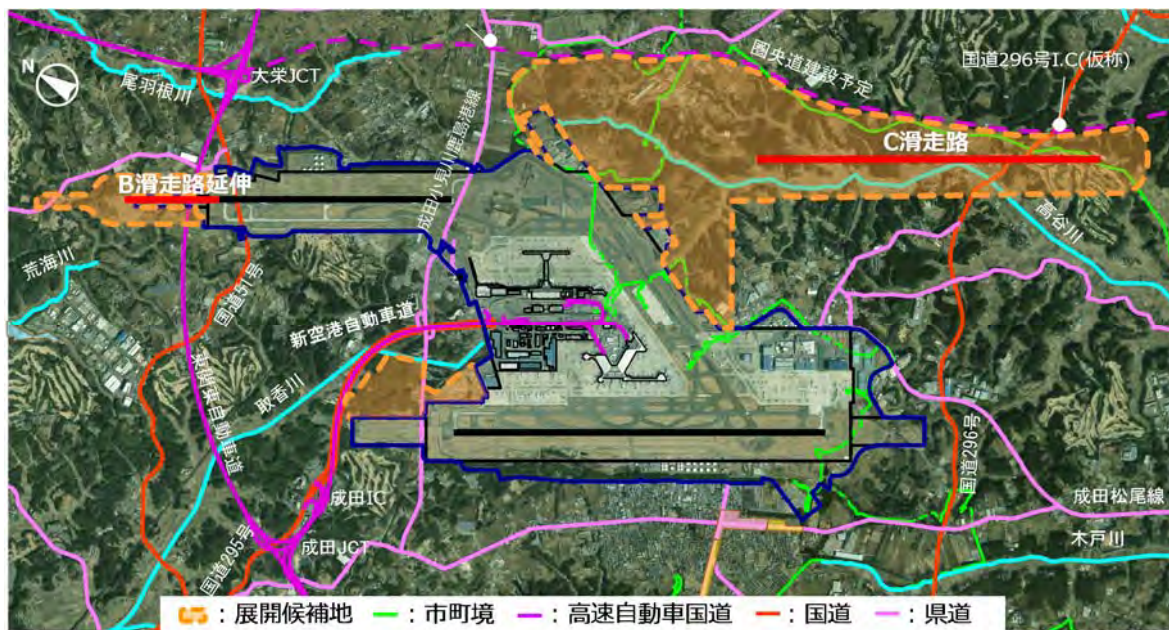 N
尾羽根川
大栄JCT
成田小見川鹿島港線
圏央道建設予定
国道296号I.C(仮称)
B滑走路延伸
C滑走路
高谷川
荒海川
国道51号
東関東自動車道
新空港自動車道
取香川
成田IC
成田JCT
国道295号
国道296号
成田松尾線
木戸川
：展開候補地 ：市町境 ：高速自動車国道 ：国道 ：県道